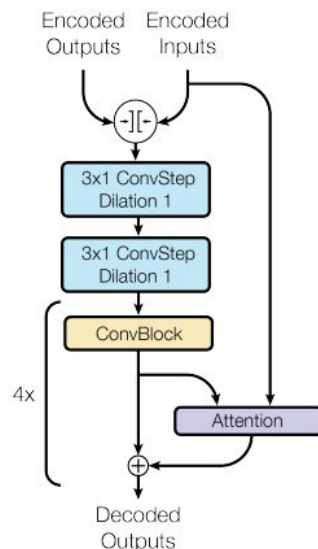 Encoded
Outputs
Encoded
Inputs
3x1 ConvStep
Dilation 1
3x1 ConvStep
Dilation 1
ConvBlock
4x
Attention
Decoded
Outputs